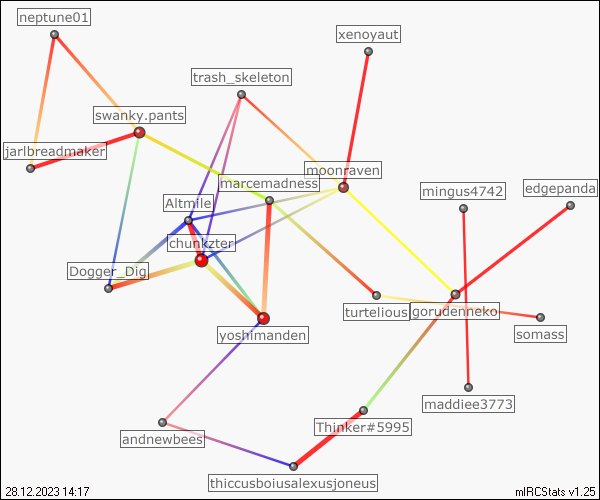 neptune01
xenoyaut
trash_skeleton
swanky.pants
jarlbreadmaker
moonraven
marcemadness
mingus4742
edgepanda
Altmile
chunkzter
Dogger_Dig
turtelious
gorudenneko
yoshimanden
somass
maddiee3773
Thinker#5995
andnewbees
thiccusboiusalexusjoneus
28.12.2023 14:17
mIRCStats v1.25